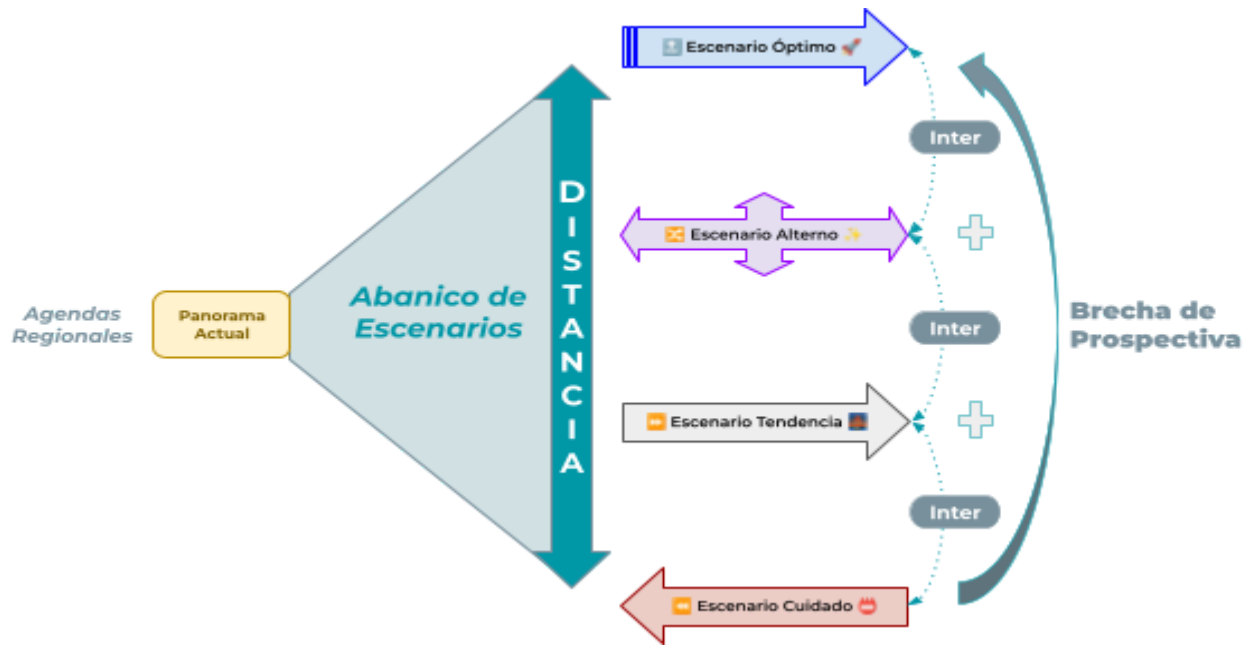 Agendas
Regionales
Panorama
Actual
Abanico de
Escenarios
DISTANCIA
Escenario Óptimo
Inter
Escenario Alterno
Inter
Escenario Tendencia
Inter
Escenario Cuidado
Brecha de
Prospectiva